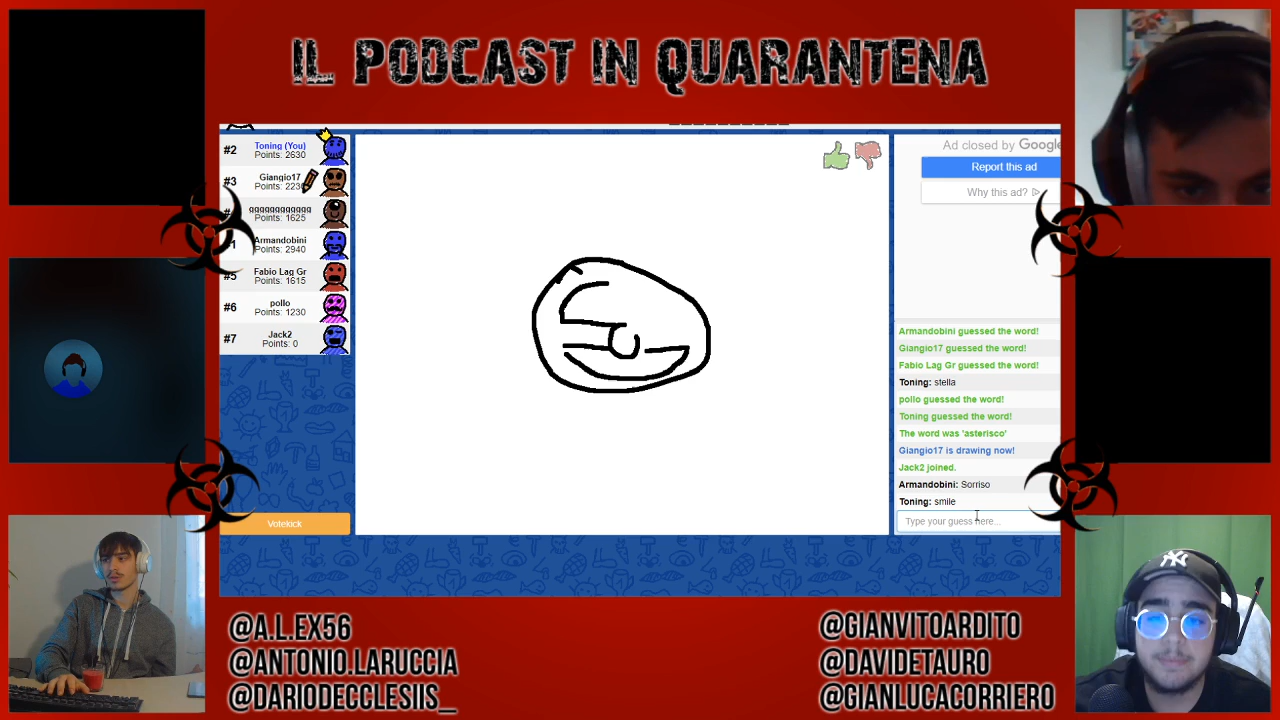 IL PODCAST IN QUARANTENA
#2 Toning (You)
Points: 2630
#3 Giangio17
Points: 2230
# ggggggggggggg
Points: 1625
Armandobini
Points: 2940
#5 Fabio Lag Gr
Points: 1615
#6 pollo
Points: 1230
#7 Jack2
Points: 0
Votekick
Ad closed by Google
Report this ad
Why this ad?
Armandobini guessed the word!
Giangio17 guessed the word!
Fabio Lag Gr guessed the word!
Toning: stella
pollo guessed the word!
Toning guessed the word!
The word was 'asterisco'
Giangio17 is drawing now!
Jack2 joined.
Armandobini: Sorriso
Toning: smile
Type your guess here...
@A.L.EX56
@ANTONIO.LARUCCIA
@DARIODECCLESIIS_
@GIANVITOARDITO
@DAVIDETAURO
@GIANLUCACORRIERO
NY